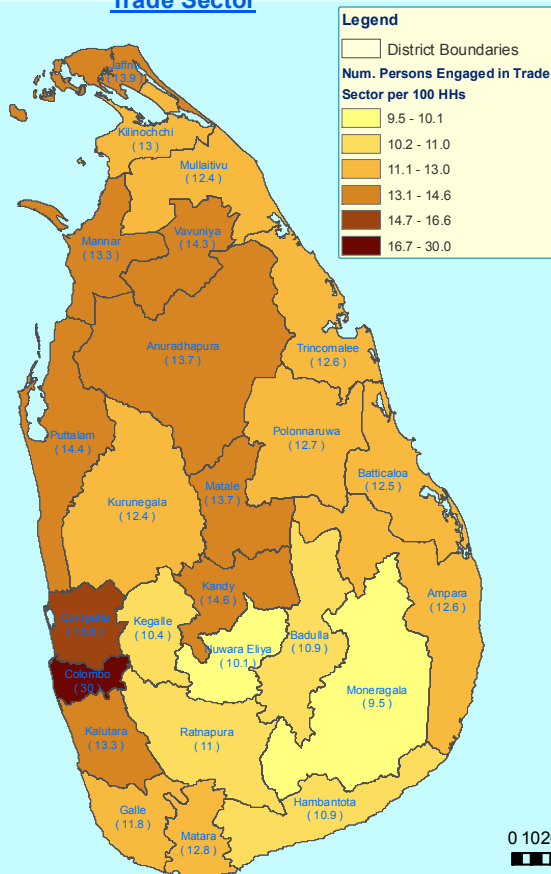 Trade Sector
Legend
District Boundaries
Num. Persons Engaged in Trade
Sector per 100 HHs
9.5 - 10.1
10.2 - 11.0
11.1 - 13.0
13.1 - 14.6
14.7 - 16.6
16.7 - 30.0
Jaffna
( 13.9 )
Kilinochchi
( 13 )
Mullaitivu
( 12.4 )
Vavuniya
( 14.3 )
Mannar
( 13.3 )
Anuradhapura
( 13.7 )
Trincomalee
( 12.6 )
Puttalam
( 14.4 )
Polonnaruwa
( 12.7 )
Batticaloa
( 12.5 )
Matale
( 13.7 )
Kurunegala
( 12.4 )
Kandy
( 14.6 )
Ampara
( 12.6 )
Gampaha
( 16.6 )
Kegalle
( 10.4 )
Nuwara Eliya
( 10.1 )
Badulla
( 10.9 )
Colombo
( 30 )
Moneragala
( 9.5 )
Kalutara
( 13.3 )
Ratnapura
( 11 )
Hambantota
( 10.9 )
Galle
( 11.8 )
Matara
( 12.8 )
0 1020